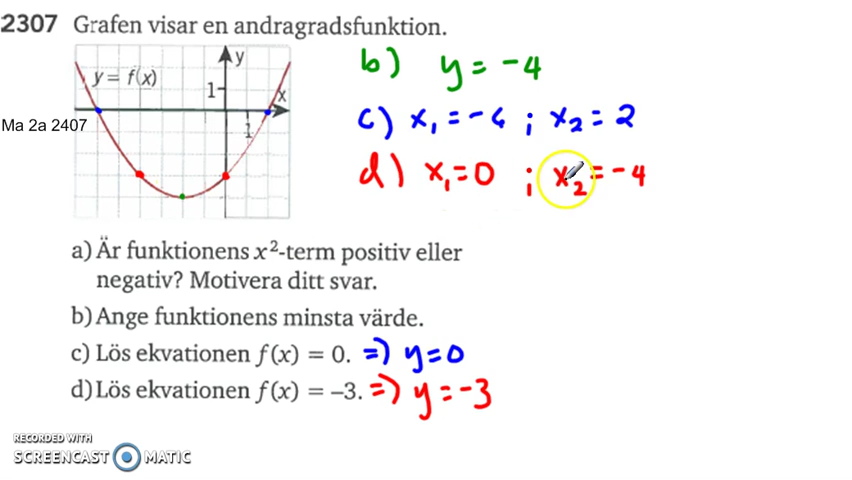 2307 Grafen visar en andragradsfunktion.
y
y = f(x)
1
x
1
Ma 2a 2407
b) y = -4
c) x₁ = -4 ; x₂ = 2
d) x₁ = 0 ; x₂ = -4
a) Är funktionens x²-term positiv eller
negativ? Motivera ditt svar.
b) Ange funktionens minsta värde.
c) Lös ekvationen f(x) = 0. => y = 0
d) Lös ekvationen f(x) = –3. => y = -3
RECORDED WITH
SCREENCAST MATIC